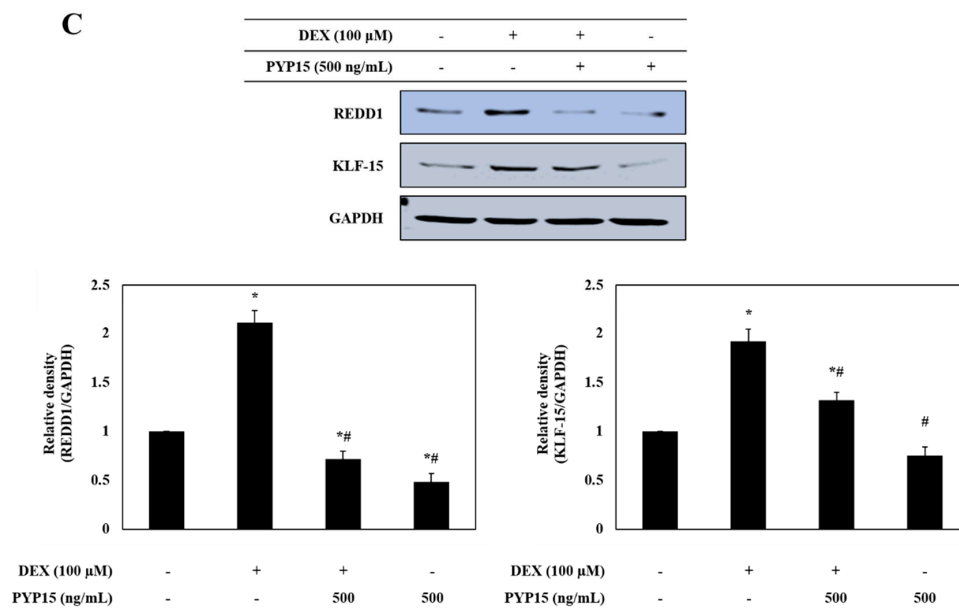 C
DEX (100 µM) - + + -
PYP15 (500 ng/mL) - - + +
REDD1
KLF-15
GAPDH
Relative density
(REDD1/GAPDH)
2.5
2
1.5
1
0.5
0
*
*#
*#
DEX (100 µM) - + + -
PYP15 (ng/mL) - - 500 500
Relative density
(KLF-15/GAPDH)
2.5
2
1.5
1
0.5
0
*
*#
#
DEX (100 µM) - + + -
PYP15 (ng/mL) - - 500 500